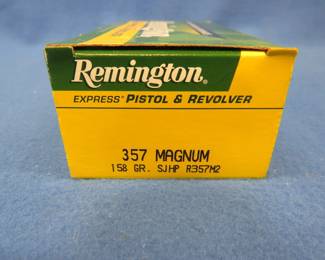 Remington.
EXPRESS® PISTOL & REVOLVER
357 MAGNUM
158 GR. SJHP R357M2